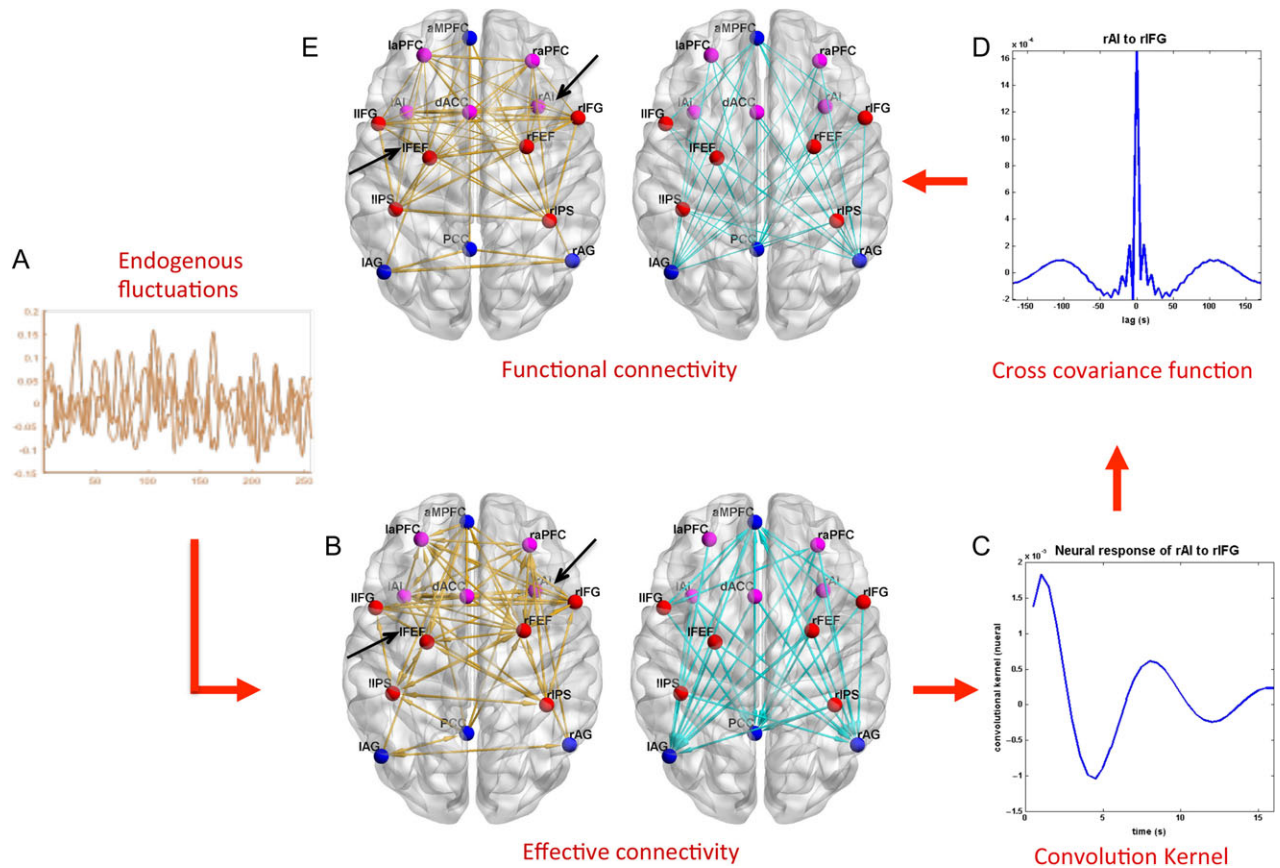 A
Endogenous
fluctuations
0.2
0.15
0.1
0.05
0
-0.05
-0.1
-0.15
50
100
150
200
250
E
aMPFC
laPFC
raPFC
lAI
dACC
rAI
lIFG
rIFG
lFEF
rFEF
lIPS
rIPS
PCC
lAG
rAG
aMPFC
laPFC
raPFC
lAI
dACC
rAI
lIFG
rIFG
lFEF
rFEF
lIPS
rIPS
PCC
lAG
rAG
Functional connectivity
D
rAI to rIFG
x 10⁻⁴
16
14
12
10
8
6
4
2
0
-2
-150
-100
-50
0
50
100
150
lag (s)
Cross covariance function
B
aMPFC
laPFC
raPFC
lAI
dACC
rAI
lIFG
rIFG
lFEF
rFEF
lIPS
rIPS
PCC
lAG
rAG
aMPFC
laPFC
raPFC
lAI
dACC
rAI
lIFG
rIFG
lFEF
rFEF
lIPS
rIPS
PCC
lAG
rAG
Effective connectivity
C
Neural response of rAI to rIFG
x 10⁻³
2
1.5
1
0.5
0
-0.5
-1
-1.5
convolutional kernel (nueral
0
5
10
15
time (s)
Convolution Kernel